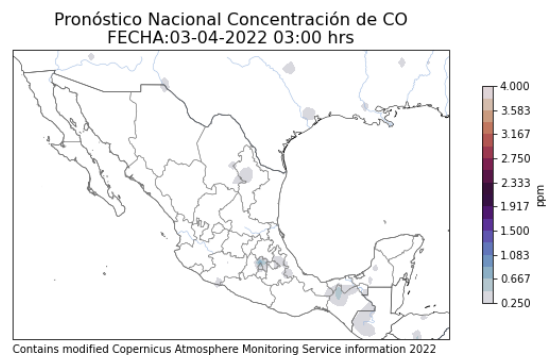 Pronóstico Nacional Concentración de CO
FECHA:03-04-2022 03:00 hrs
4.000
3.583
3.167
2.750
2.333
1.917
1.500
1.083
0.667
0.250
ppm
Contains modified Copernicus Atmosphere Monitoring Service information 2022